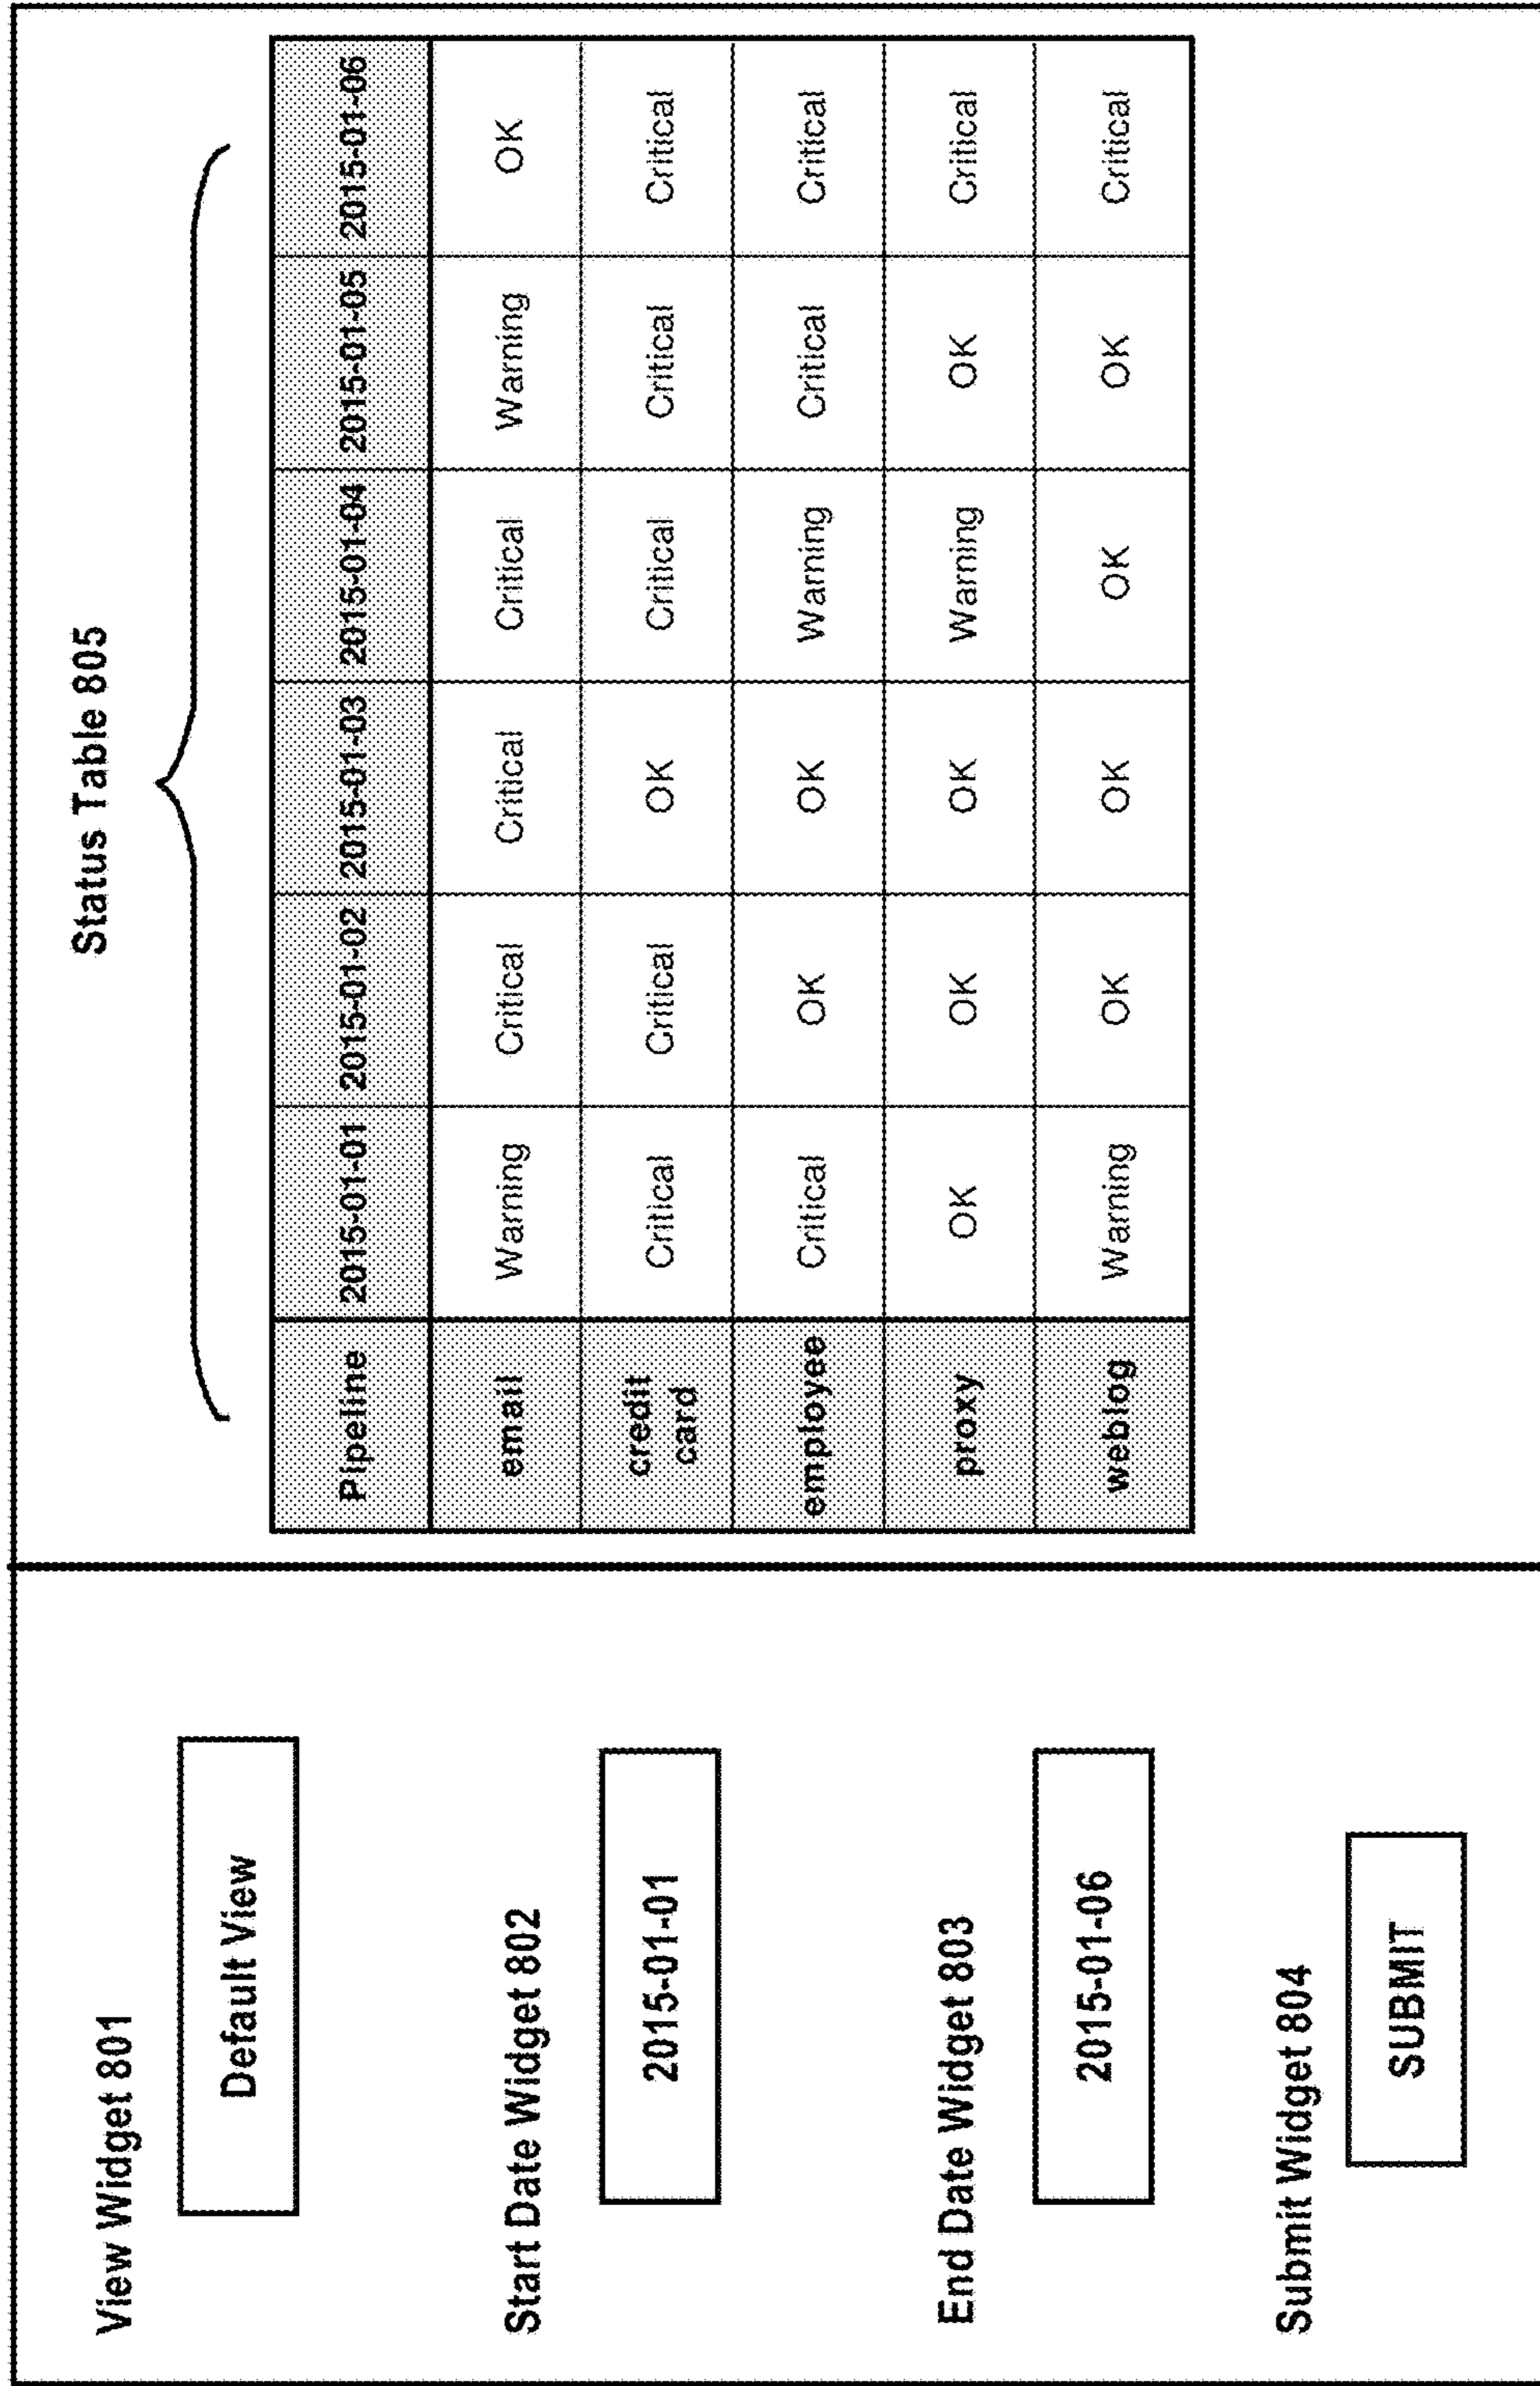 View Widget 801
Default View
Start Date Widget 802
2015-01-01
End Date Widget 803
2015-01-06
Submit Widget 804
SUBMIT
Status Table 805
Pipeline 2015-01-01 2015-01-02 2015-01-03 2015-01-04 2015-01-05 2015-01-06
email Warning Critical Critical Critical Warning OK
credit
card Critical Critical OK Critical Critical Critical
employee Critical OK OK Warning Critical Critical
proxy OK OK OK Warning OK Critical
weblog Warning OK OK OK OK Critical